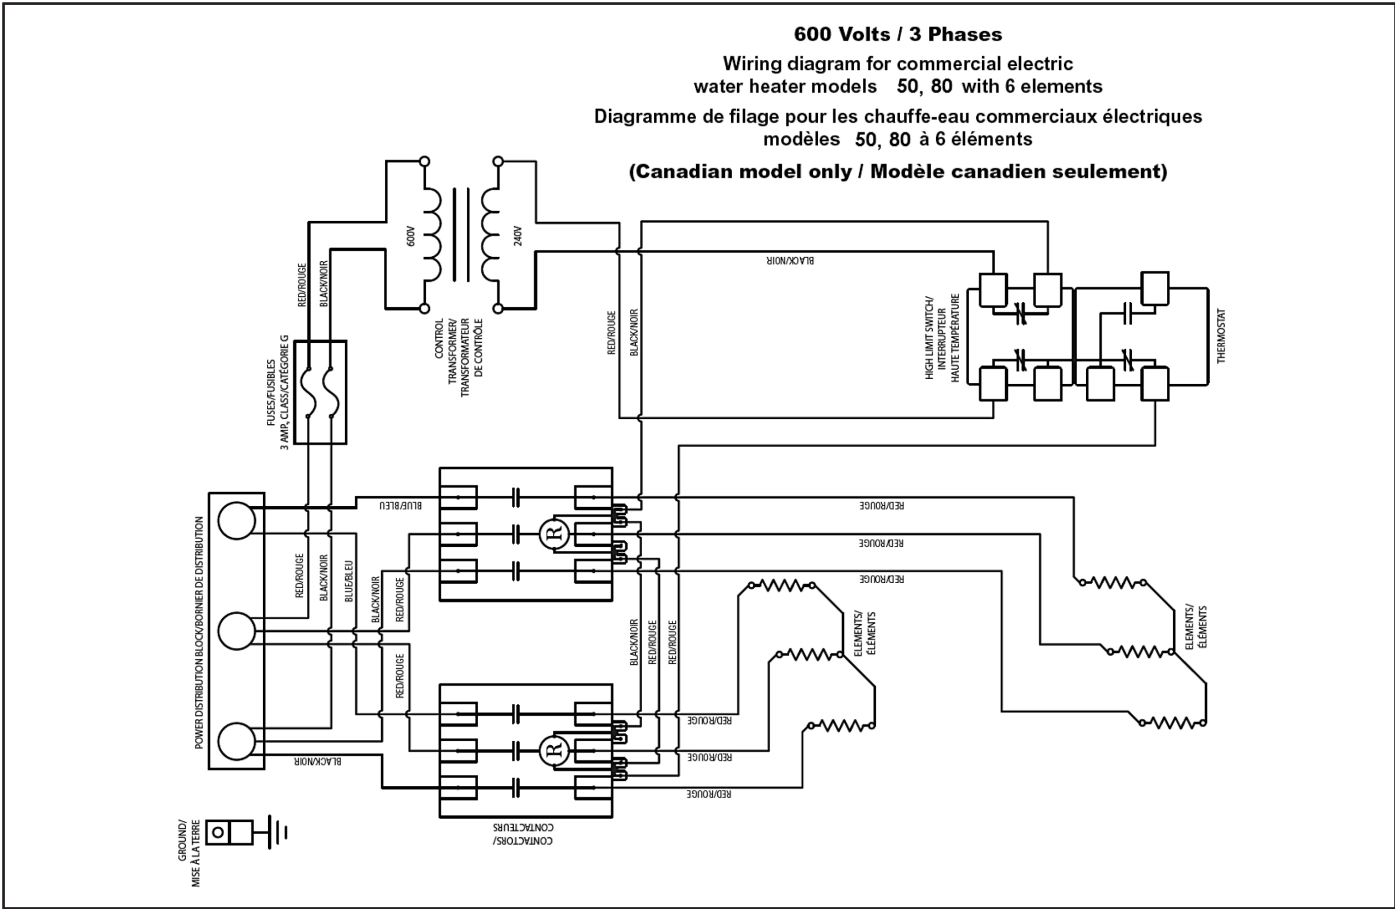 600 Volts / 3 Phases
Wiring diagram for commercial electric
water heater models 50, 80 with 6 elements
Diagramme de filage pour les chauffe-eau commerciaux électriques
modèles 50, 80 à 6 éléments
(Canadian model only / Modèle canadien seulement)
600V
240V
RED/ROUGE
BLACK/NOIR
BLACK/NOIR
CONTROL
TRANSFORMER/
TRANSFORMATEUR
DE CONTRÔLE
RED/ROUGE
BLACK/NOIR
HIGH LIMIT SWITCH/
INTERRUPTEUR
HAUTE TEMPÉRATURE
THERMOSTAT
FUSES/FUSIBLES
3 AMP, CLASS/CATÉGORIE G
POWER DISTRIBUTION BLOCK/BORNIER DE DISTRIBUTION
BLUE/BLEU
R
RED/ROUGE
RED/ROUGE
RED/ROUGE
RED/ROUGE
BLACK/NOIR
BLUE/BLEU
BLACK/NOIR
RED/ROUGE
RED/ROUGE
BLACK/NOIR
RED/ROUGE
RED/ROUGE
ELEMENTS/
ÉLÉMENTS
ELEMENTS/
ÉLÉMENTS
BLACK/NOIR
R
RED/ROUGE
RED/ROUGE
RED/ROUGE
CONTACTORS/
CONTACTEURS
GROUND/
MISE À LA TERRE